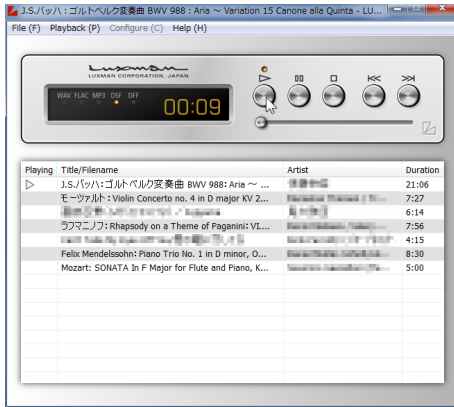 J.S.バッハ : ゴルトベルク変奏曲 BWV 988 : Aria ～ Variation 15 Canone alla Quinta - LU...
File (F) Playback (P) Configure (C) Help (H)
Luxman
LUXMAN CORPORATION, JAPAN
WAV FLAC MP3 DSF DFF
00:09
Playing Title/Filename Artist Duration
J.S.バッハ: ゴルトベルク変奏曲 BWV 988: Aria ～ ... 21:06
モーツァルト : Violin Concerto no. 4 in D major KV 2... 7:27
6:14
ラフマニノフ: Rhapsody on a Theme of Paganini: VI... 7:56
4:15
Felix Mendelssohn: Piano Trio No. 1 in D minor, O... 8:30
Mozart: SONATA In F Major for Flute and Piano, K... 5:00